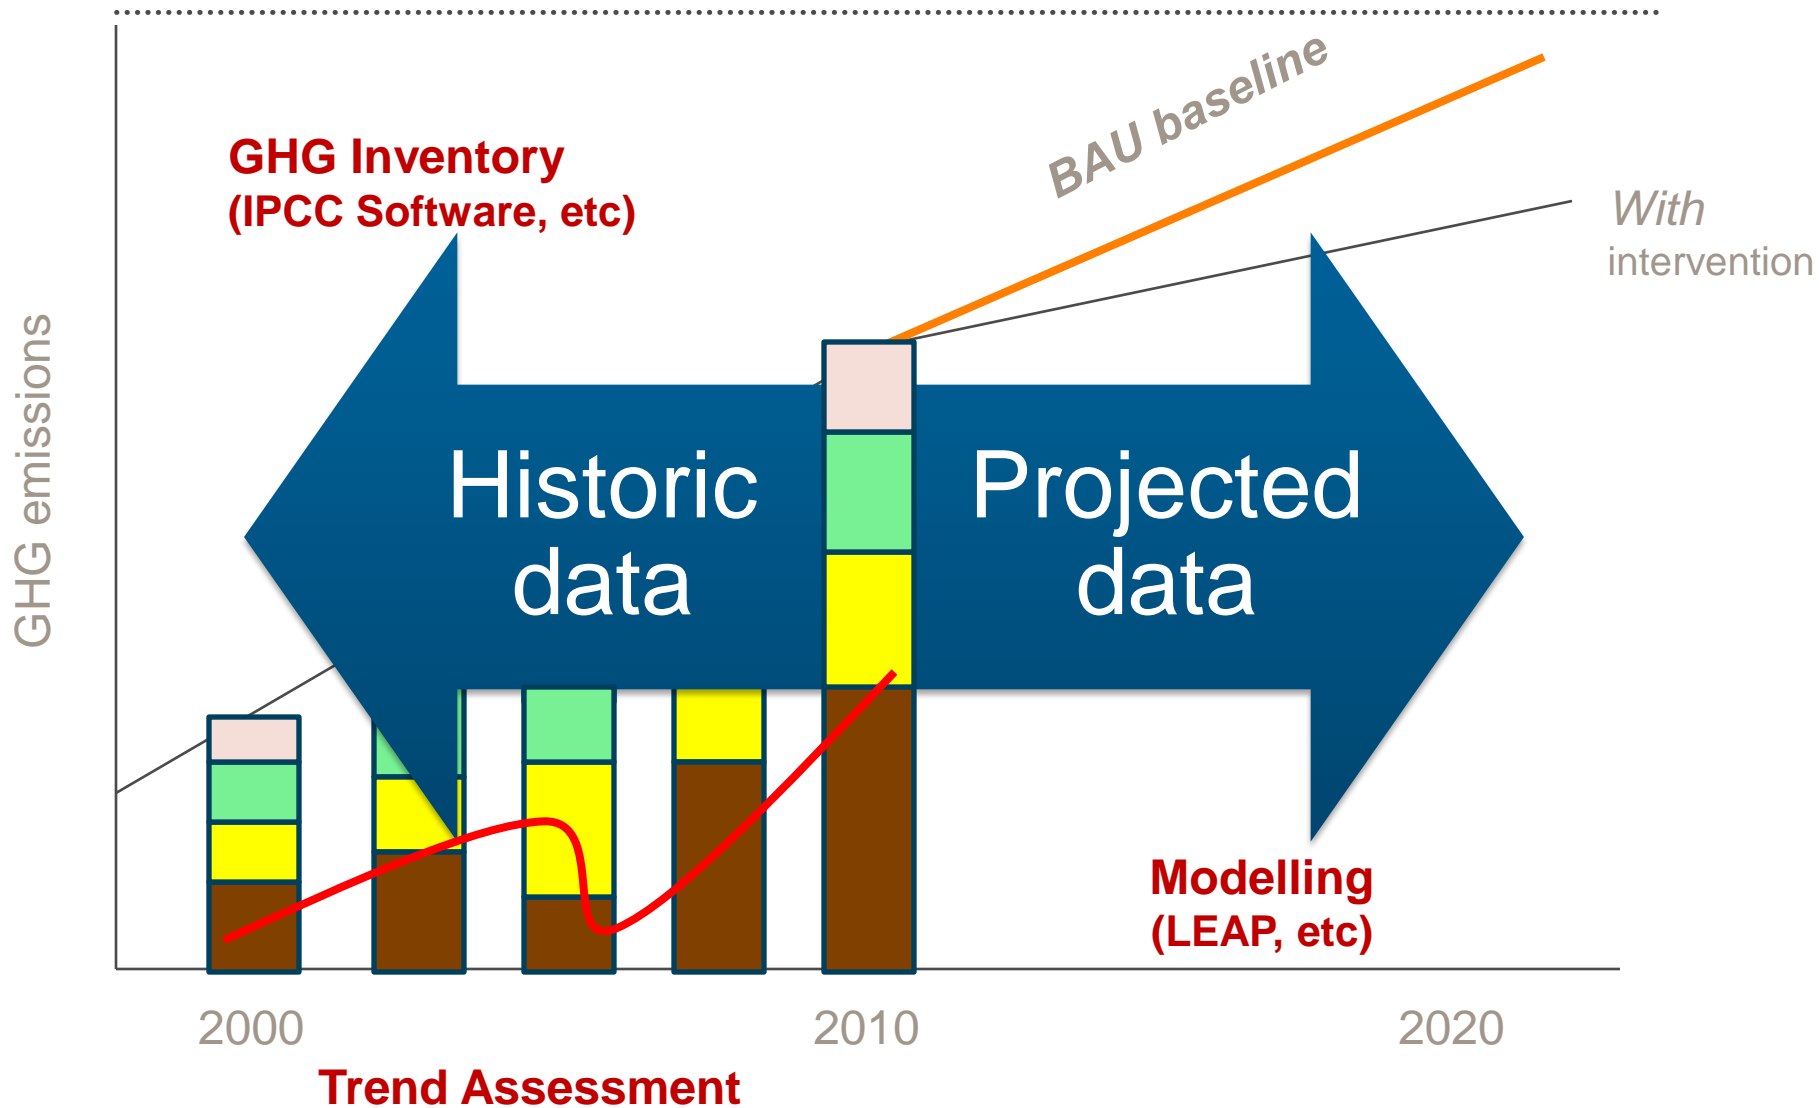 BAU baseline
GHG Inventory
(IPCC Software, etc)
With
intervention
GHG emissions
Historic
data
Projected
data
Modelling
(LEAP, etc)
2000
2010
2020
Trend Assessment